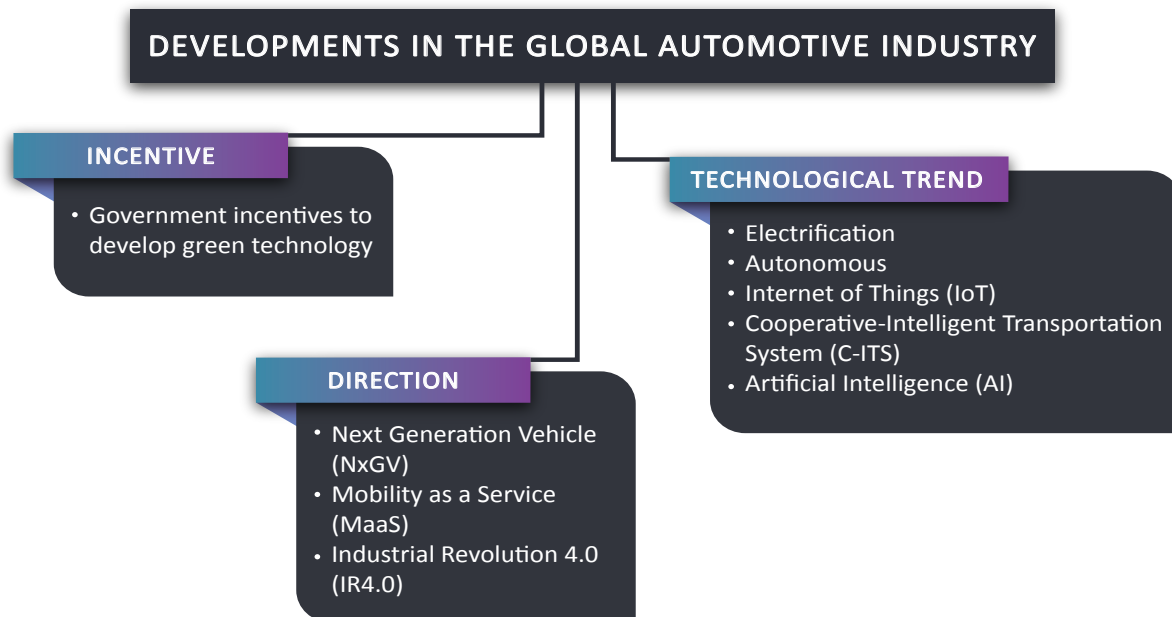 DEVELOPMENTS IN THE GLOBAL AUTOMOTIVE INDUSTRY
INCENTIVE
• Government incentives to
develop green technology
DIRECTION
• Next Generation Vehicle
(NxGV)
• Mobility as a Service
(MaaS)
• Industrial Revolution 4.0
(IR4.0)
TECHNOLOGICAL TREND
• Electrification
• Autonomous
• Internet of Things (IoT)
• Cooperative-Intelligent Transportation
System (C-ITS)
• Artificial Intelligence (AI)